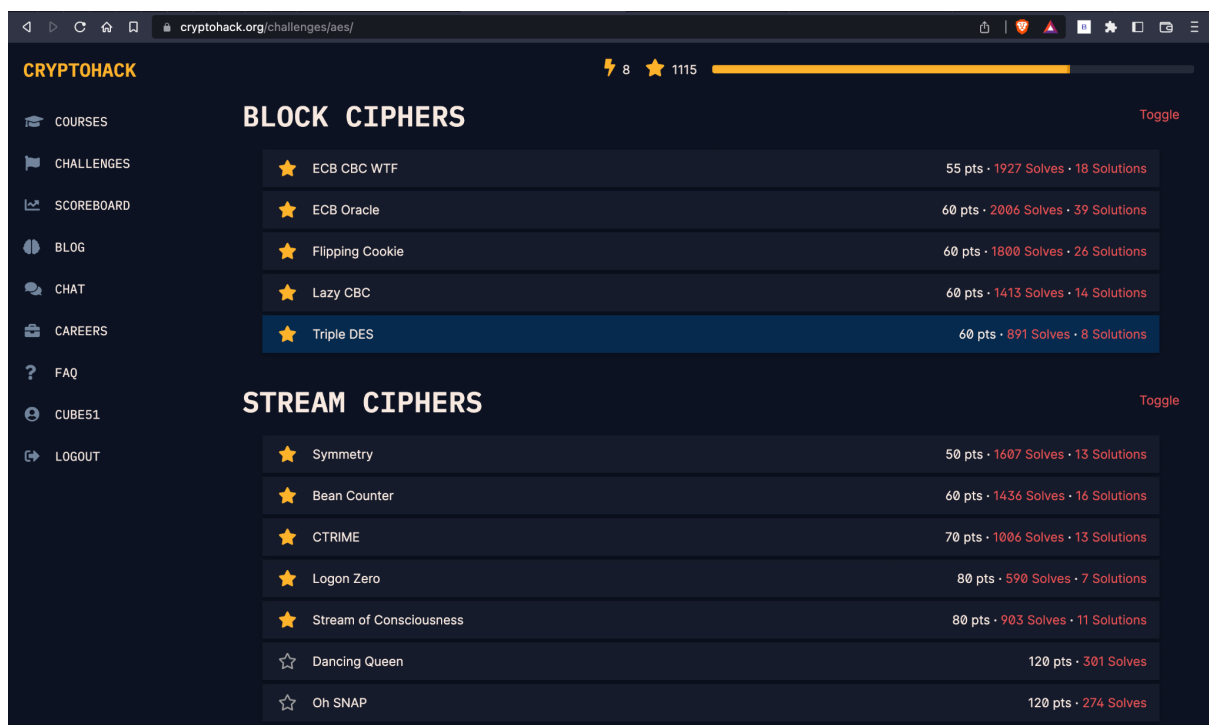 cryptohack.org/challenges/aes/
CRYPTOHACK
8 1115
COURSES
CHALLENGES
SCOREBOARD
BLOG
CHAT
CAREERS
FAQ
CUBE51
LOGOUT
BLOCK CIPHERS Toggle
ECB CBC WTF 55 pts · 1927 Solves · 18 Solutions
ECB Oracle 60 pts · 2006 Solves · 39 Solutions
Flipping Cookie 60 pts · 1800 Solves · 26 Solutions
Lazy CBC 60 pts · 1413 Solves · 14 Solutions
Triple DES 60 pts · 891 Solves · 8 Solutions
STREAM CIPHERS Toggle
Symmetry 50 pts · 1607 Solves · 13 Solutions
Bean Counter 60 pts · 1436 Solves · 16 Solutions
CTRIME 70 pts · 1006 Solves · 13 Solutions
Logon Zero 80 pts · 590 Solves · 7 Solutions
Stream of Consciousness 80 pts · 903 Solves · 11 Solutions
Dancing Queen 120 pts · 301 Solves
Oh SNAP 120 pts · 274 Solves